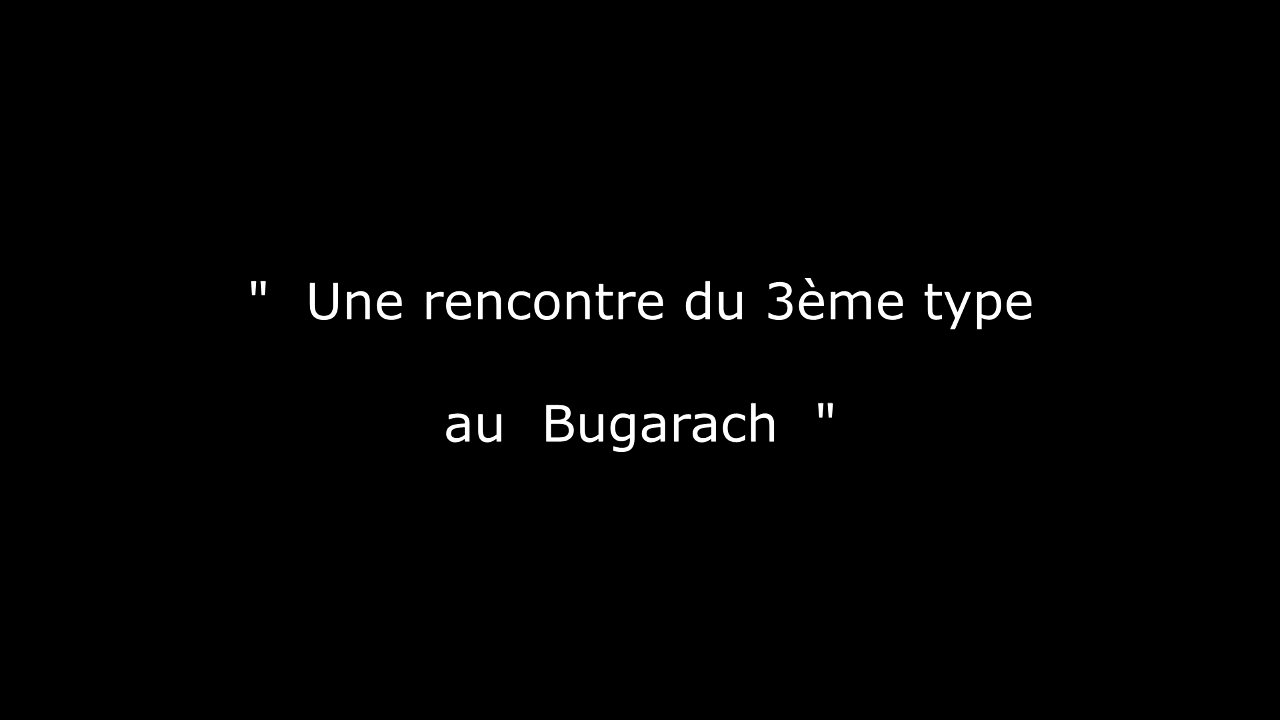 "  Une rencontre du 3ème type
au  Bugarach  "